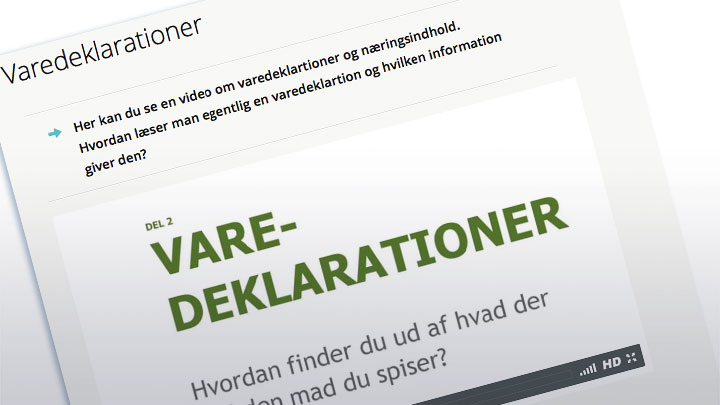 Varedeklarationer
Her kan du se en video om varedeklartioner og næringsindhold.
Hvordan læser man egentlig en varedeklartion og hvilken information
giver den?
DEL 2
VARE-
DEKLARATIONER
Hvordan finder du ud af hvad der
mad du spiser?
HD